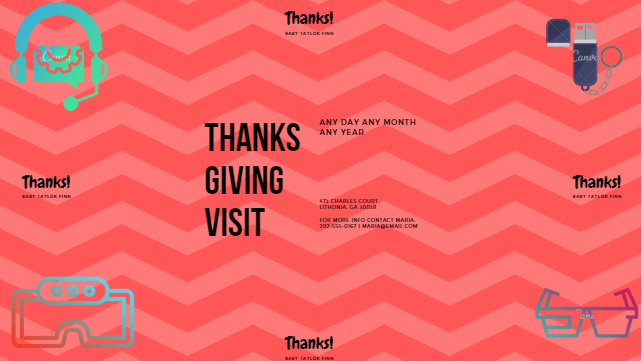 Thanks!
BABY TAYLOR FINN
Canva
THANKS
GIVING
VISIT
ANY DAY ANY MONTH
ANY YEAR
Thanks!
BABY TAYLOR FINN
Thanks!
BABY TAYLOR FINN
473 CHARLES COURT
LITHONIA, GA 30038
FOR MORE INFO CONTACT MARIA:
202-555-0167 | MARIA@EMAIL.COM
Thanks!
BABY TAYLOR FINN